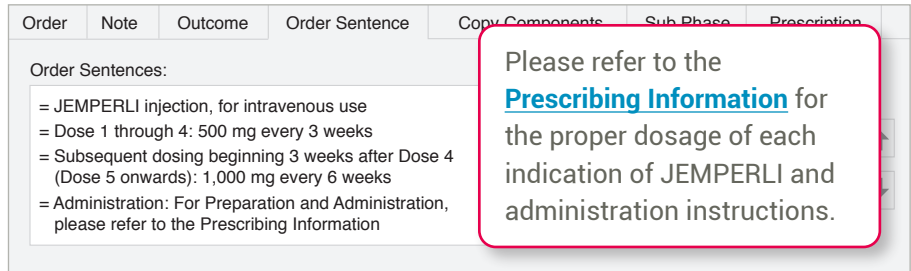 Order Note Outcome Order Sentence Copy Components Sub Phase Prescription
Order Sentences:
= JEMPERLI injection, for intravenous use
= Dose 1 through 4: 500 mg every 3 weeks
= Subsequent dosing beginning 3 weeks after Dose 4
(Dose 5 onwards): 1,000 mg every 6 weeks
= Administration: For Preparation and Administration,
please refer to the Prescribing Information
Please refer to the
Prescribing Information for
the proper dosage of each
indication of JEMPERLI and
administration instructions.